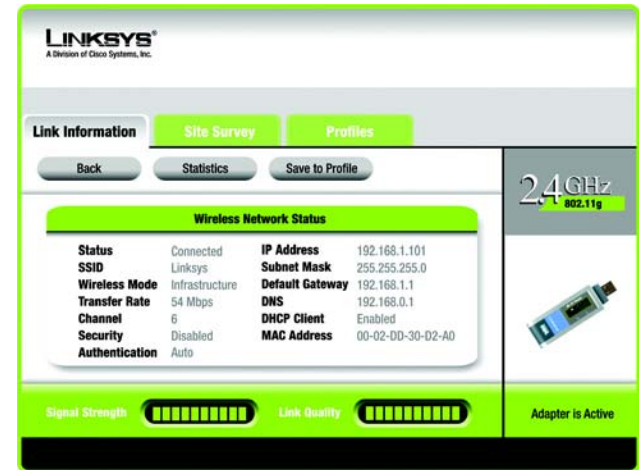 LINKSYS®
A Division of Cisco Systems, Inc.
Link Information Site Survey Profiles
Back Statistics Save to Profile
2.4GHz
802.11g
Wireless Network Status
Status Connected IP Address 192.168.1.101
SSID Linksys Subnet Mask 255.255.255.0
Wireless Mode Infrastructure Default Gateway 192.168.1.1
Transfer Rate 54 Mbps DNS 192.168.0.1
Channel 6 DHCP Client Enabled
Security Disabled MAC Address 00-02-DD-30-D2-A0
Authentication Auto
Signal Strength Link Quality Adapter is Active